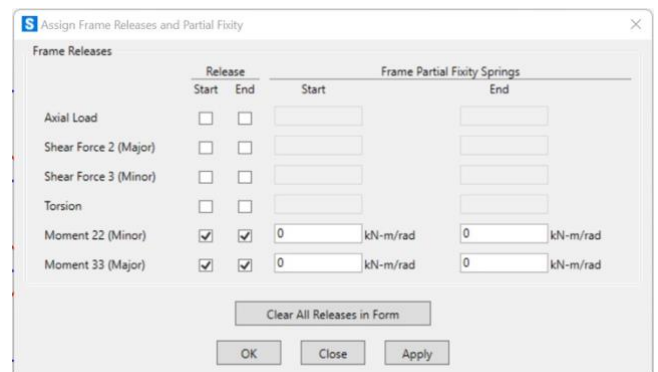 S Assign Frame Releases and Partial Fixity
Frame Releases
Release Frame Partial Fixity Springs
Start End Start End
Axial Load
Shear Force 2 (Major)
Shear Force 3 (Minor)
Torsion
Moment 22 (Minor) 0 kN-m/rad 0 kN-m/rad
Moment 33 (Major) 0 kN-m/rad 0 kN-m/rad
Clear All Releases in Form
OK Close Apply